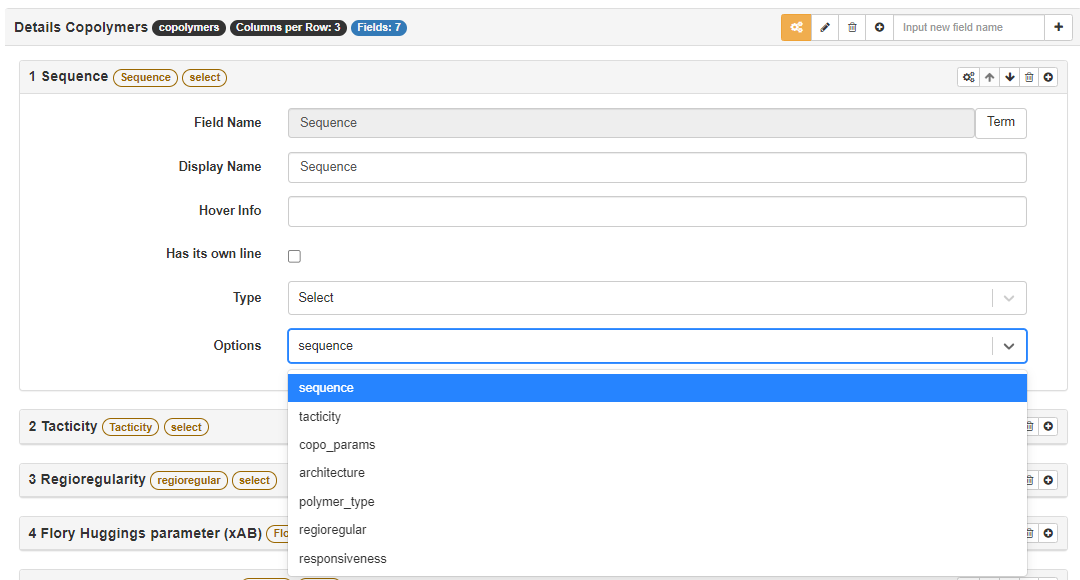 Details Copolymers copolymers Columns per Row: 3 Fields: 7 Input new field name
1 Sequence Sequence select
Field Name Sequence Term
Display Name Sequence
Hover Info
Has its own line
Type Select
Options sequence
sequence
tacticity
2 Tacticity Tacticity select
copo_params
architecture
3 Regioregularity regioregular select
polymer_type
regioregular
4 Flory Huggings parameter (xAB) Flo
responsiveness